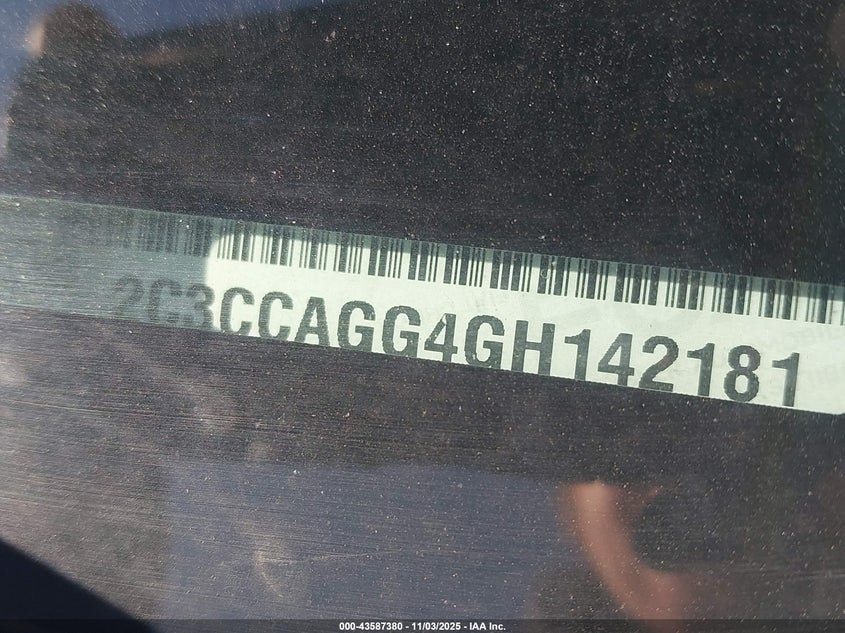 2C3CCAGG4GH142181
000-43587380 — 11/03/2025 — IAA Inc.